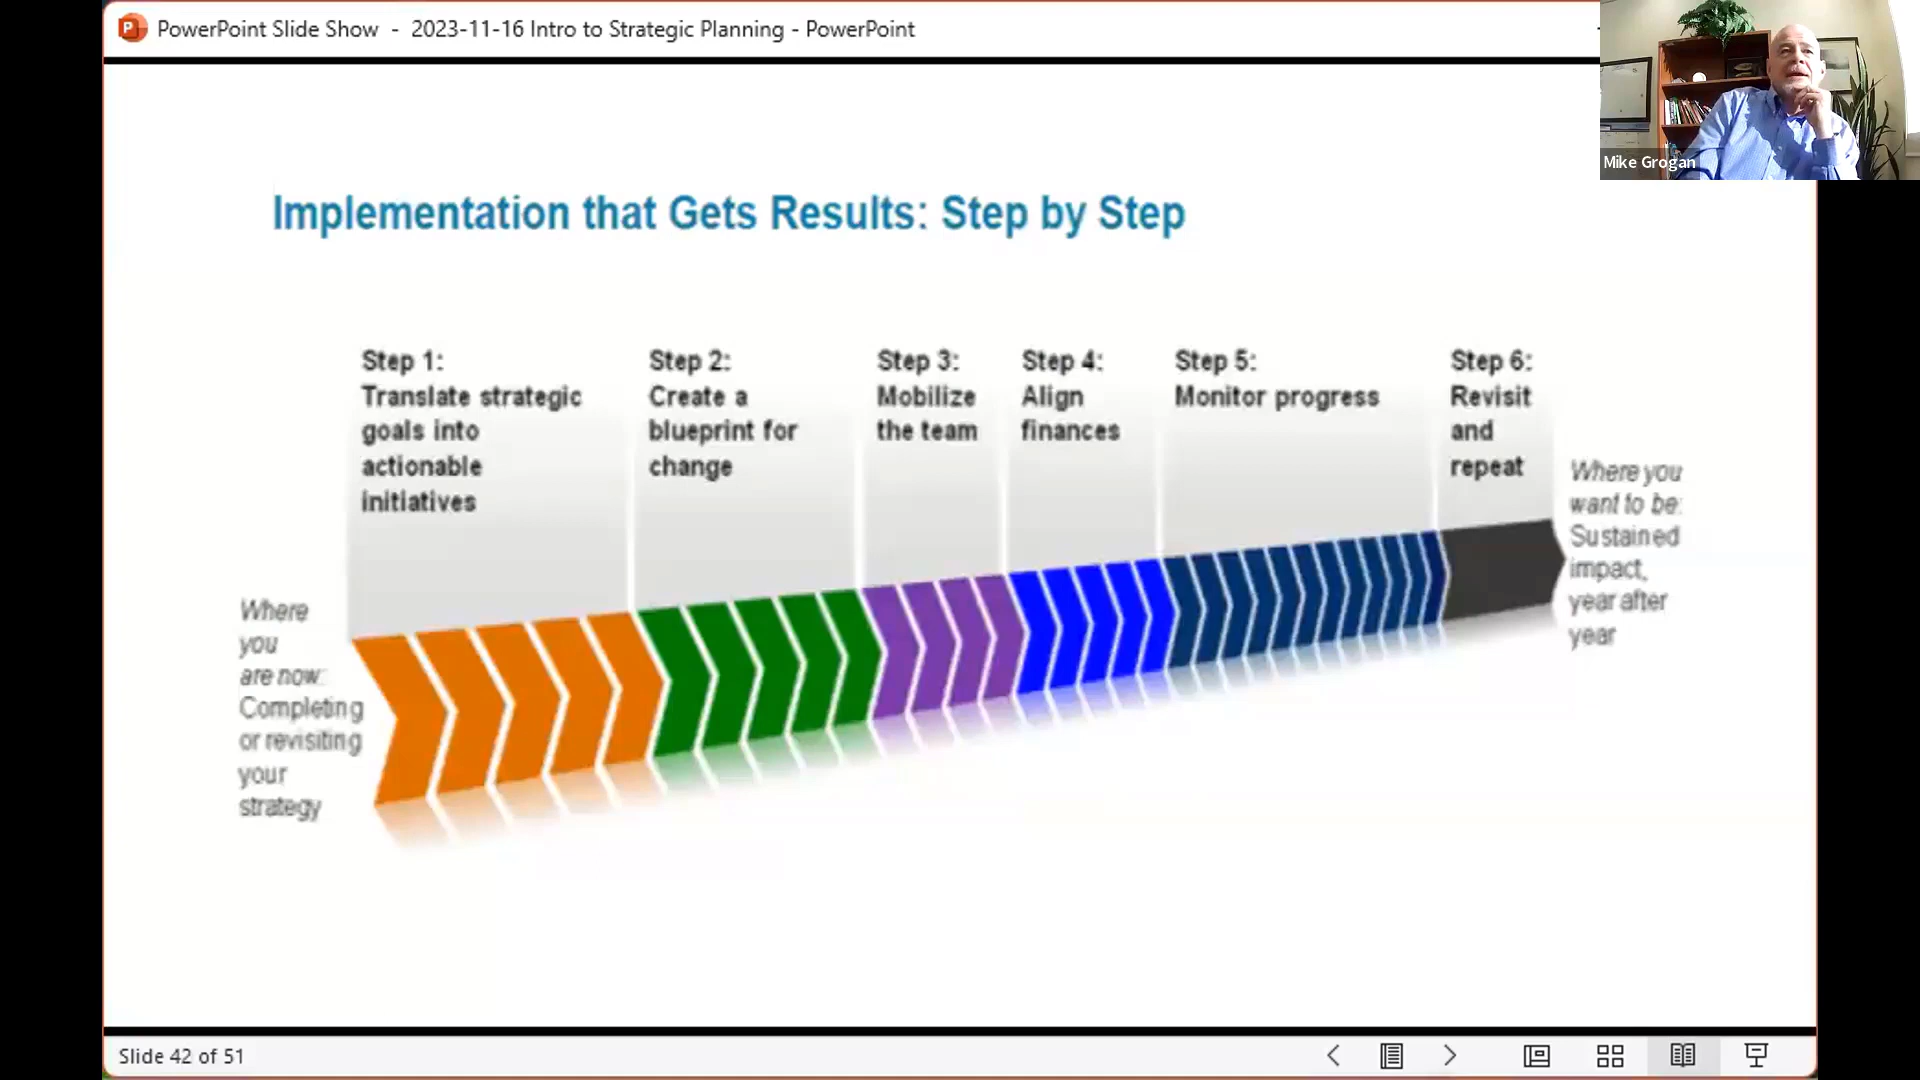 PowerPoint Slide Show - 2023-11-16 Intro to Strategic Planning - PowerPoint
Mike Grogan
Implementation that Gets Results: Step by Step
Step 1:
Translate strategic
goals into
actionable
initiatives
Step 2:
Create a
blueprint for
change
Step 3:
Mobilize
the team
Step 4:
Align
finances
Step 5:
Monitor progress
Step 6:
Revisit
and
repeat
Where
you
are now:
Completing
or revisiting
your
strategy
Where you
want to be:
Sustained
impact,
year after
year
Slide 42 of 51